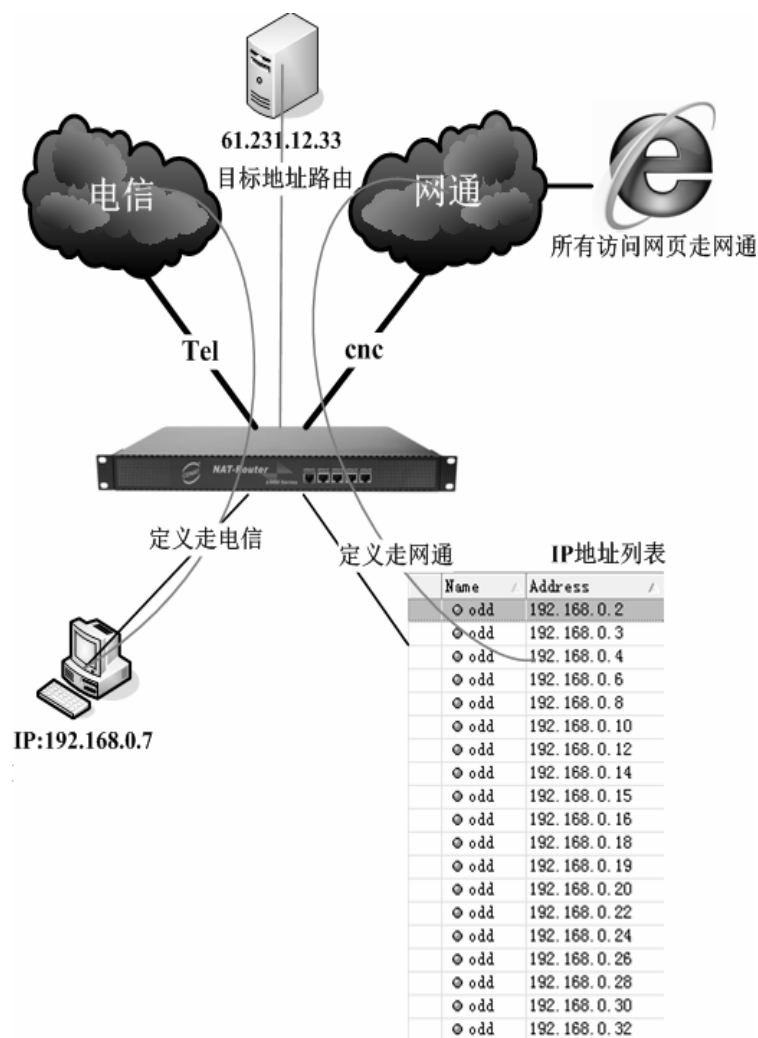 61.231.12.33
目标地址路由
电信
网通
所有访问网页走网通
Tel
cnc
NAT-Router
定义走电信
定义走网通
IP地址列表
Name / Address /
odd 192.168.0.2
odd 192.168.0.3
odd 192.168.0.4
odd 192.168.0.6
odd 192.168.0.8
odd 192.168.0.10
odd 192.168.0.12
odd 192.168.0.14
odd 192.168.0.15
odd 192.168.0.16
odd 192.168.0.18
odd 192.168.0.19
odd 192.168.0.20
odd 192.168.0.22
odd 192.168.0.24
odd 192.168.0.26
odd 192.168.0.28
odd 192.168.0.30
odd 192.168.0.32
IP:192.168.0.7